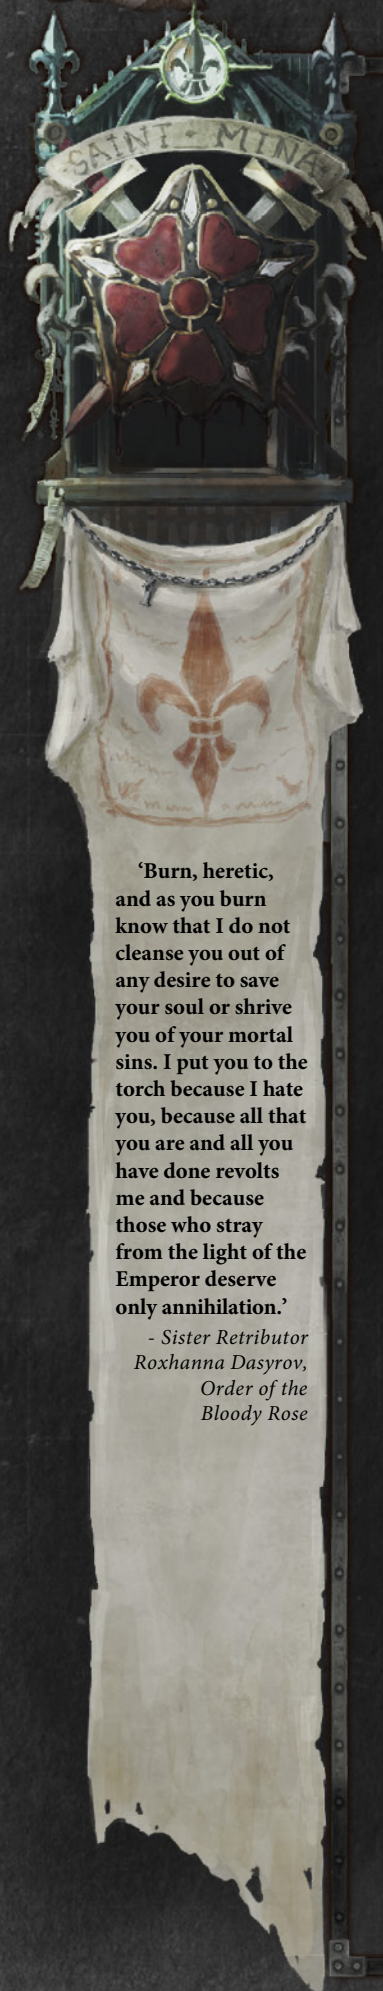 SAINT - MINA
‘Burn, heretic,
and as you burn
know that I do not
cleanse you out of
any desire to save
your soul or shrive
you of your mortal
sins. I put you to the
torch because I hate
you, because all that
you are and all you
have done revolts
me and because
those who stray
from the light of the
Emperor deserve
only annihilation.’
- Sister Retributor
Roxhanna Dasyrov,
Order of the
Bloody Rose